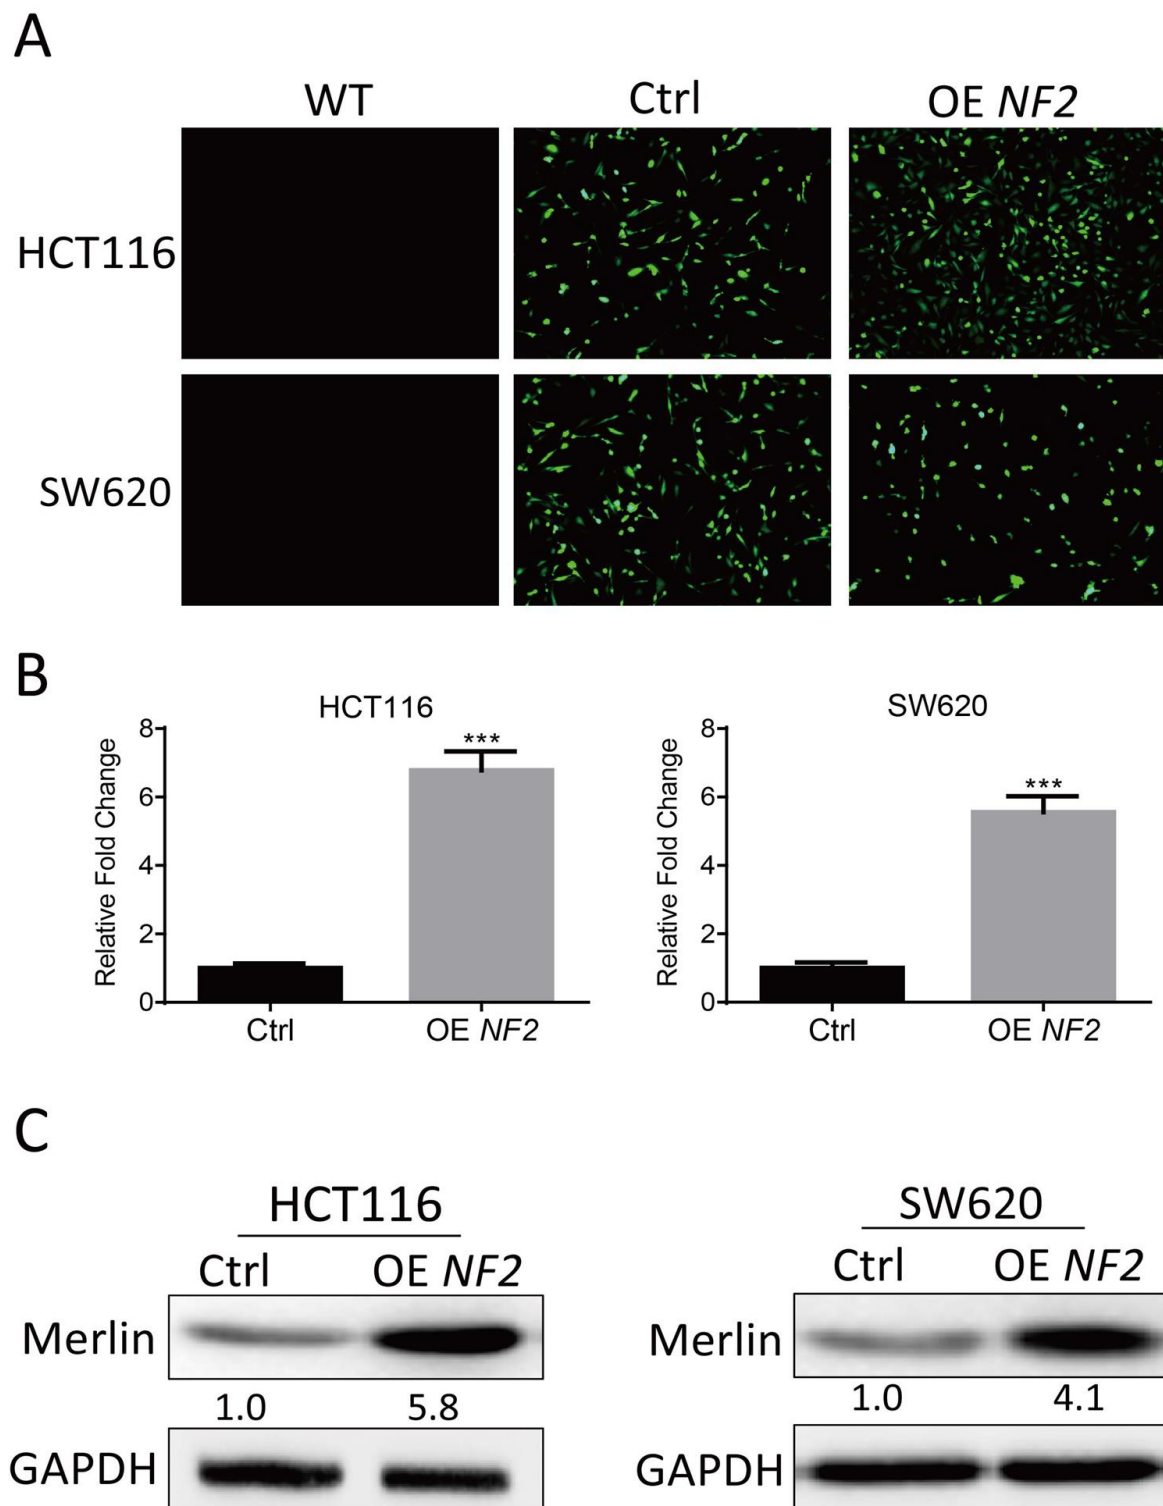 A
WT Ctrl OE NF2
HCT116
SW620
B
HCT116
Relative Fold Change
8
6
4
2
0
***
Ctrl OE NF2
SW620
Relative Fold Change
8
6
4
2
0
***
Ctrl OE NF2
C
HCT116
Ctrl OE NF2
Merlin
1.0 5.8
GAPDH
SW620
Ctrl OE NF2
Merlin
1.0 4.1
GAPDH